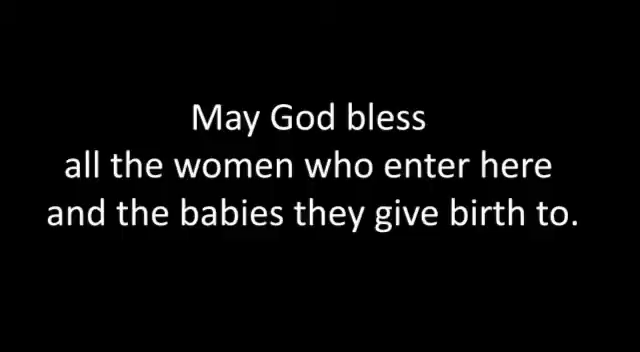 May God bless
all the women who enter here
and the babies they give birth to.